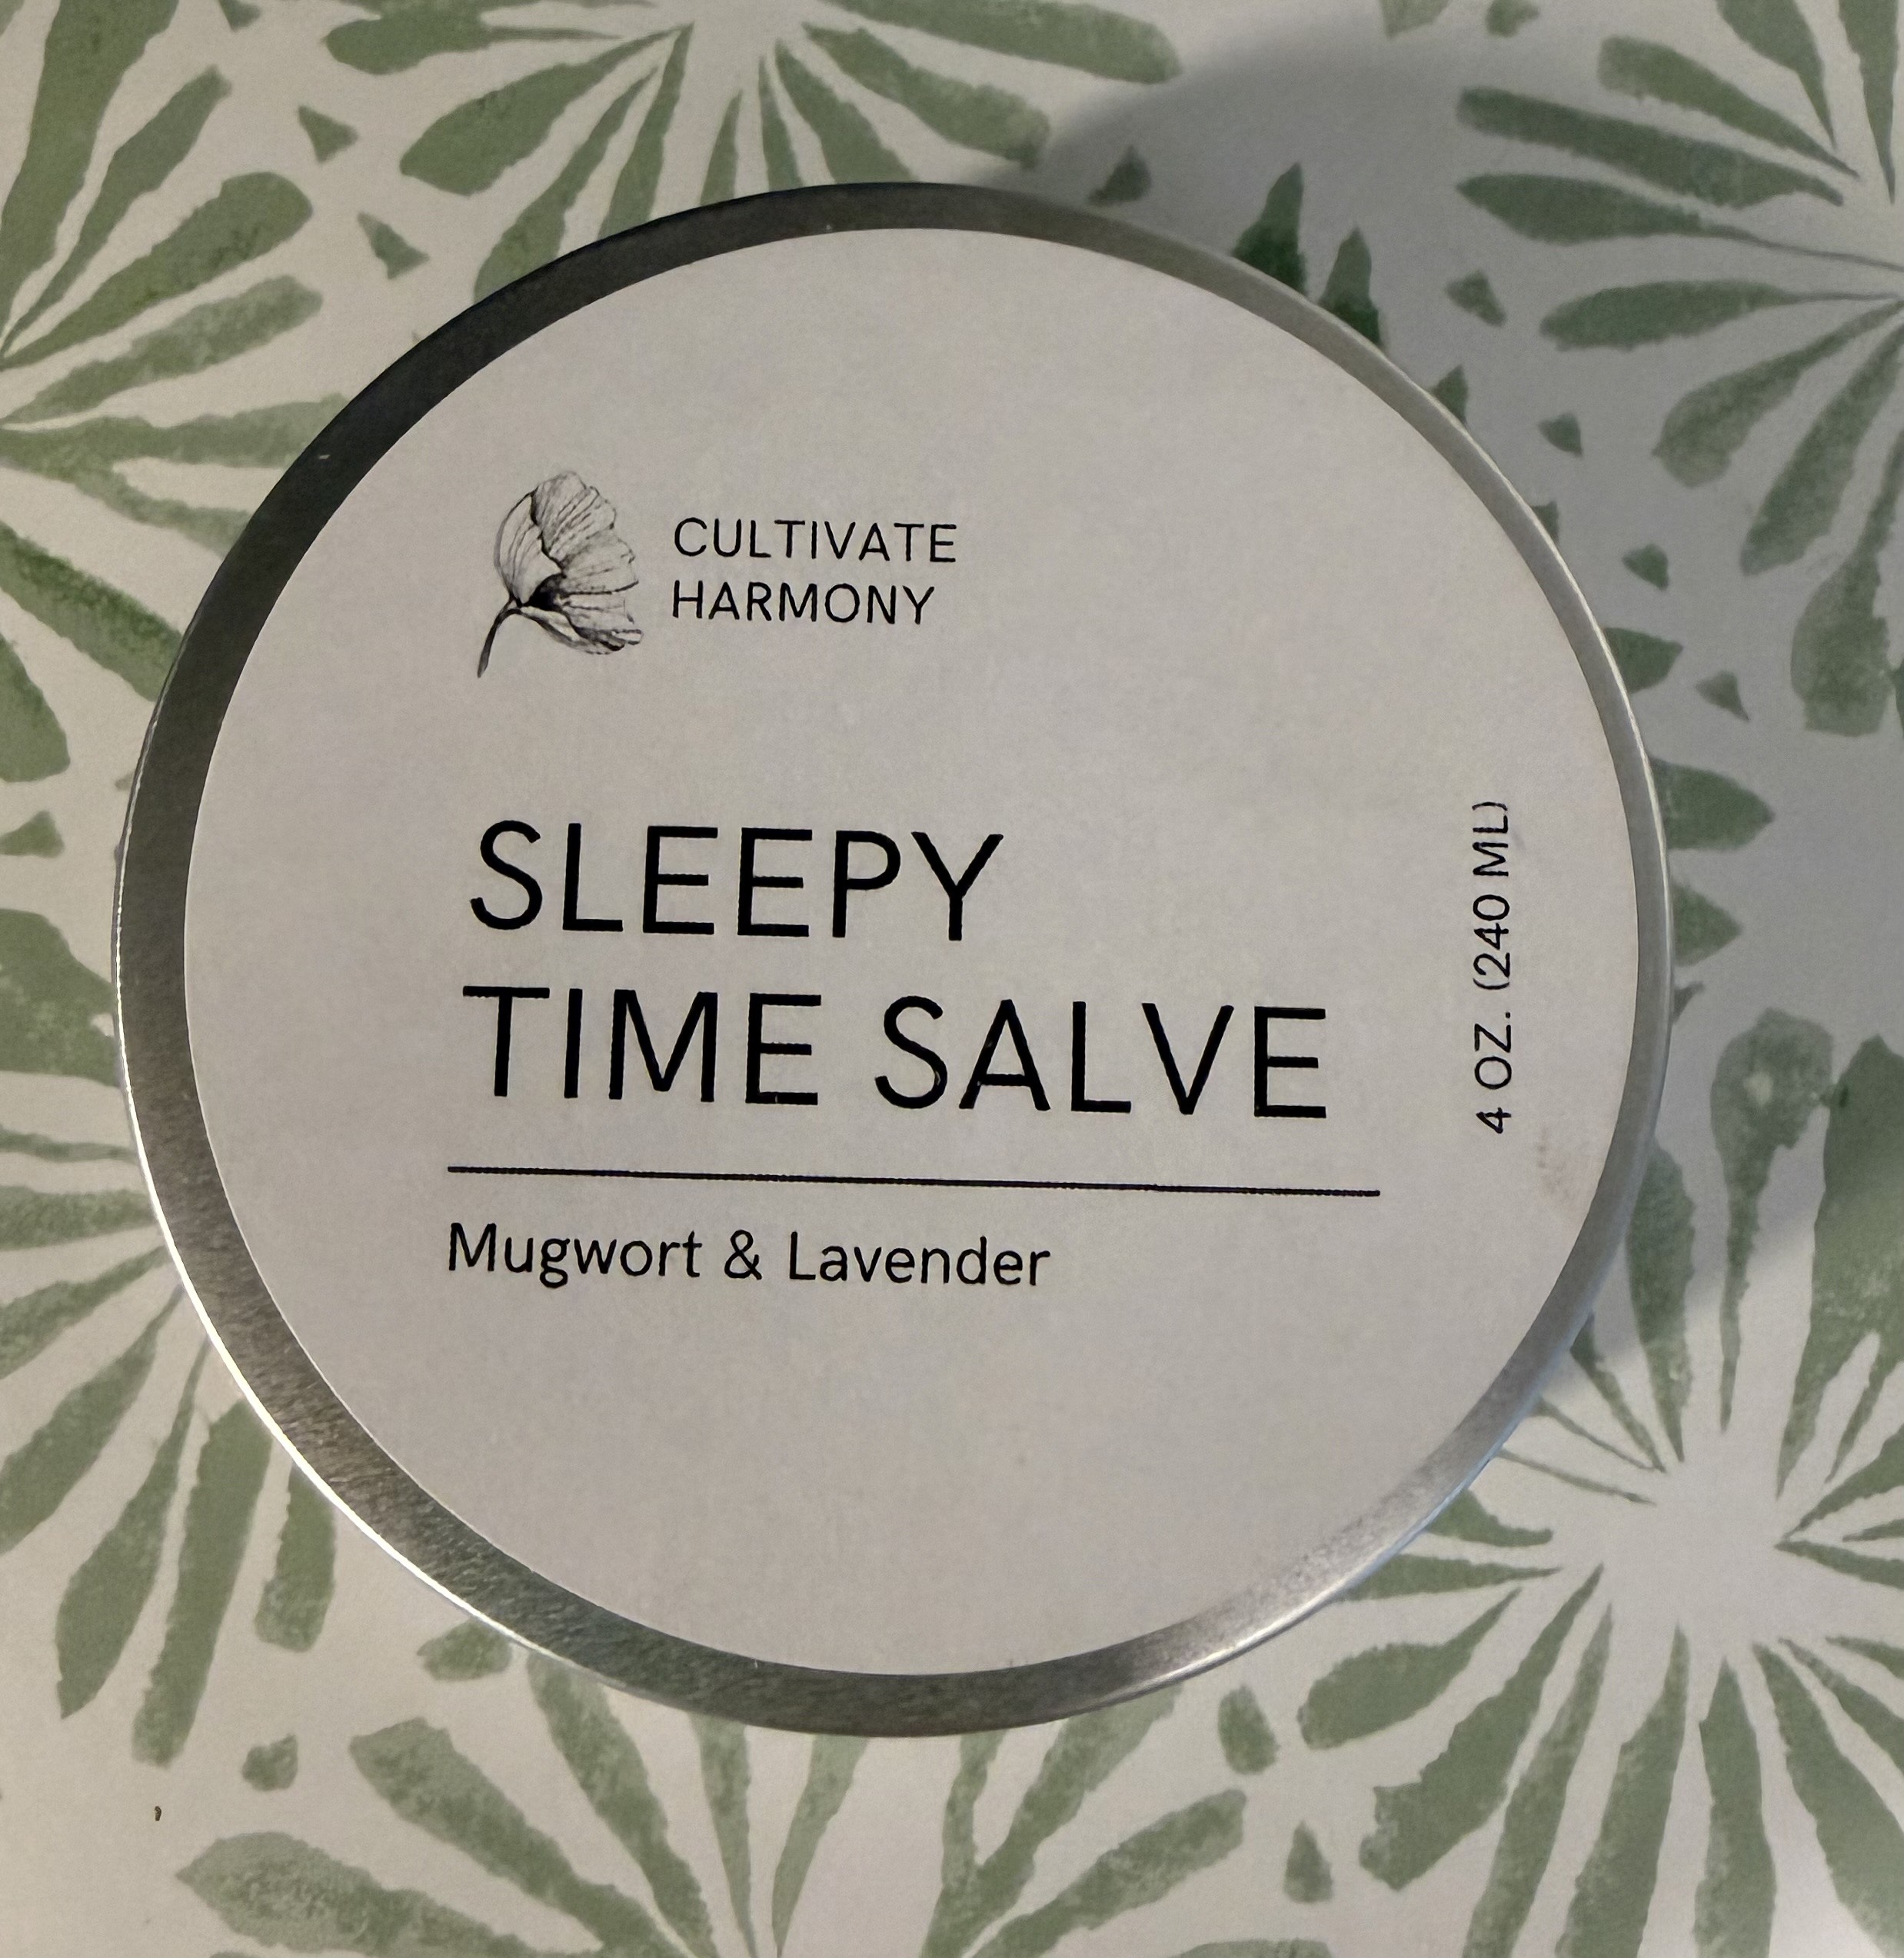 CULTIVATE
HARMONY
SLEEPY
TIME SALVE
Mugwort & Lavender
4 OZ. (240 ML)